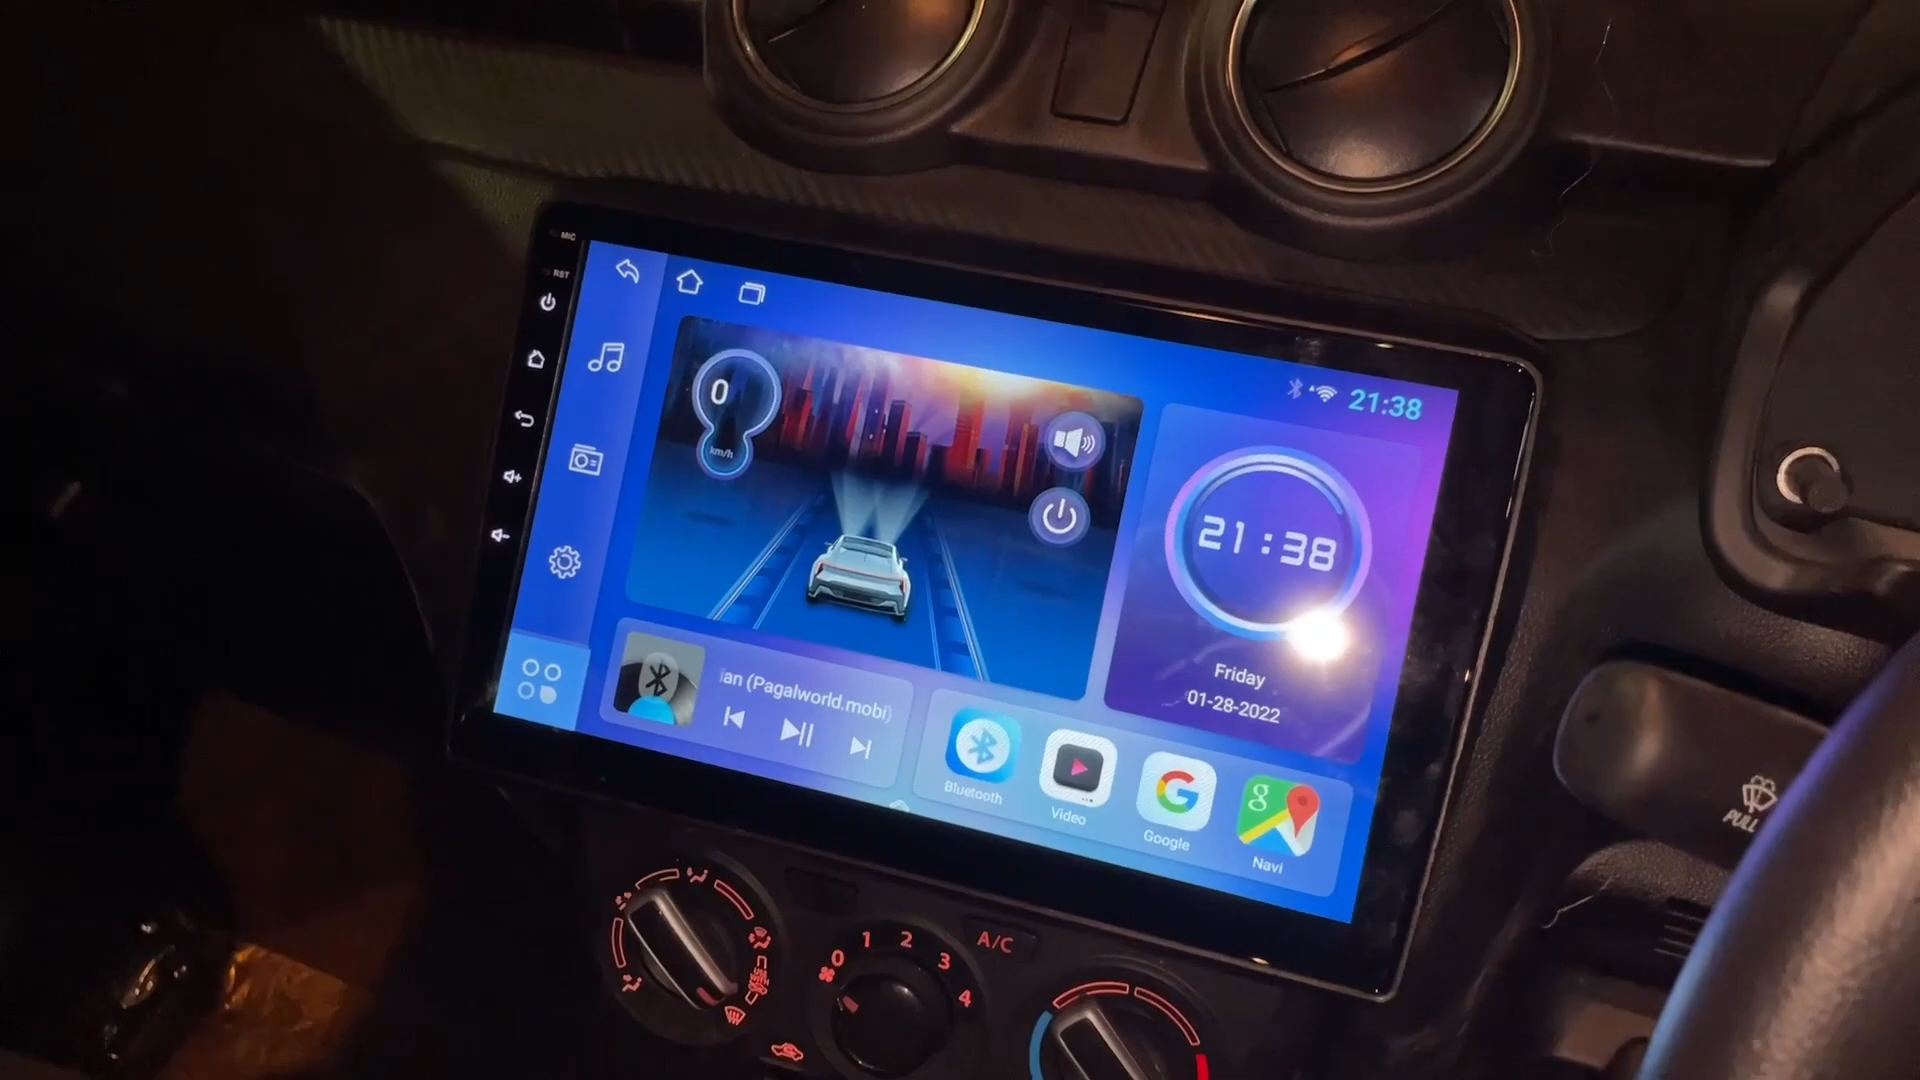 MIC
RST
21:38
0
km/h
21:38
Friday
01-28-2022
ian (Pagalworld.mobi)
Bluetooth
Video
Google
g
Navi
PULL
0 1 2 3 4
A/C